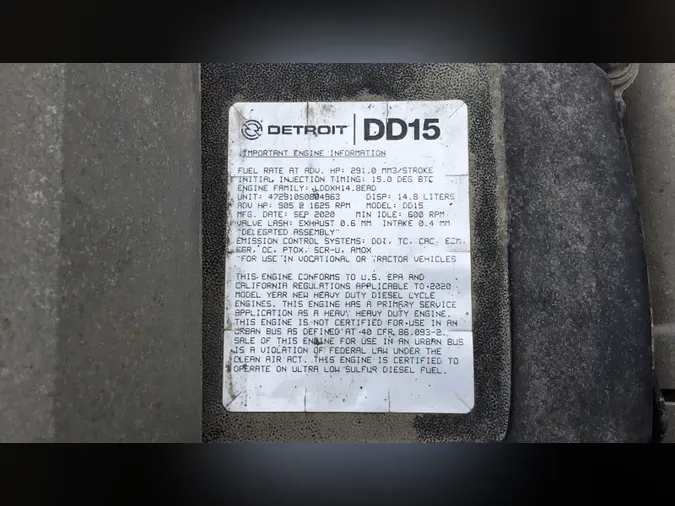 DETROIT DD15
IMPORTANT ENGINE INFORMATION
FUEL RATE AT ADV. HP: 291.0 MM3/STROKE
INITIAL INJECTION TIMING: 15.0 DEG BTC
ENGINE FAMILY: LDDXH14.8EAD
UNIT: 472910S0804963 DISP: 14.8 LITERS
ADV HP: 505 @ 1625 RPM MODEL: DD15
MFG. DATE: SEP 2020 MIN IDLE: 600 RPM
VALVE LASH: EXHAUST 0.6 MM INTAKE 0.4 MM
"DELEGATED ASSEMBLY"
EMISSION CONTROL SYSTEMS: DDI, TC, CAC, ECM,
EGR, OC, PTOX, SCR-U, AMOX
"FOR USE IN VOCATIONAL OR TRACTOR VEHICLES
THIS ENGINE CONFORMS TO U.S. EPA AND
CALIFORNIA REGULATIONS APPLICABLE TO 2020
MODEL YEAR NEW HEAVY DUTY DIESEL CYCLE
ENGINES. THIS ENGINE HAS A PRIMARY SERVICE
APPLICATION AS A HEAVY HEAVY DUTY ENGINE.
THIS ENGINE IS NOT CERTIFIED FOR USE IN AN
URBAN BUS AS DEFINED AT 40 CFR 86.093-2.
SALE OF THIS ENGINE FOR USE IN AN URBAN BUS
IS A VIOLATION OF FEDERAL LAW UNDER THE
CLEAN AIR ACT. THIS ENGINE IS CERTIFIED TO
OPERATE ON ULTRA LOW SULFUR DIESEL FUEL.